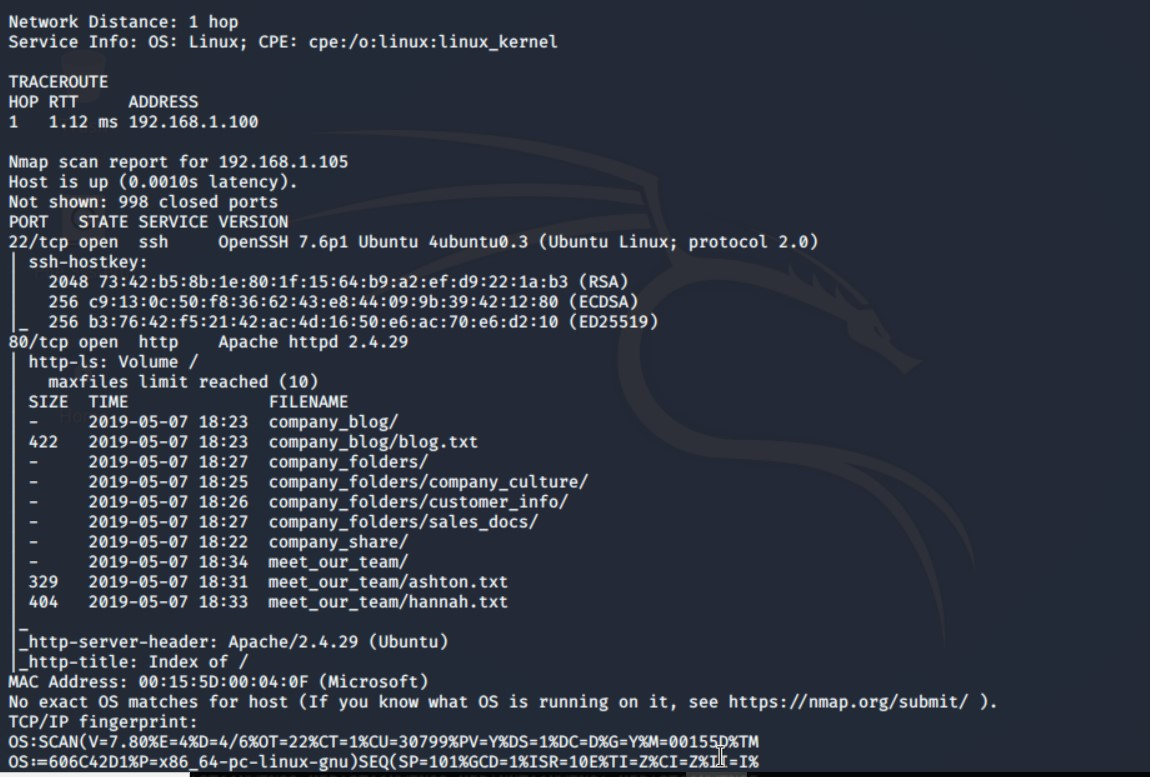 Network Distance: 1 hop
Service Info: OS: Linux; CPE: cpe:/o:linux:linux_kernel
TRACEROUTE
HOP RTT     ADDRESS
1   1.12 ms 192.168.1.100
Nmap scan report for 192.168.1.105
Host is up (0.0010s latency).
Not shown: 998 closed ports
PORT   STATE SERVICE VERSION
22/tcp open  ssh     OpenSSH 7.6p1 Ubuntu 4ubuntu0.3 (Ubuntu Linux; protocol 2.0)
| ssh-hostkey:
|   2048 73:42:b5:8b:1e:80:1f:15:64:b9:a2:ef:d9:22:1a:b3 (RSA)
|   256 c9:13:0c:50:f8:36:62:43:e8:44:09:9b:39:42:12:80 (ECDSA)
|_  256 b3:76:42:f5:21:42:ac:4d:16:50:e6:ac:70:e6:d2:10 (ED25519)
80/tcp open  http    Apache httpd 2.4.29
| http-ls: Volume /
|   maxfiles limit reached (10)
| SIZE  TIME              FILENAME
| -     2019-05-07 18:23  company_blog/
| 422   2019-05-07 18:23  company_blog/blog.txt
| -     2019-05-07 18:27  company_folders/
| -     2019-05-07 18:25  company_folders/company_culture/
| -     2019-05-07 18:26  company_folders/customer_info/
| -     2019-05-07 18:27  company_folders/sales_docs/
| -     2019-05-07 18:22  company_share/
| -     2019-05-07 18:34  meet_our_team/
| 329   2019-05-07 18:31  meet_our_team/ashton.txt
| 404   2019-05-07 18:33  meet_our_team/hannah.txt
|_
|_http-server-header: Apache/2.4.29 (Ubuntu)
|_http-title: Index of /
MAC Address: 00:15:5D:00:04:0F (Microsoft)
No exact OS matches for host (If you know what OS is running on it, see https://nmap.org/submit/ ).
TCP/IP fingerprint:
OS:SCAN(V=7.80%E=4%D=4/6%OT=22%CT=1%CU=30799%PV=Y%DS=1%DC=D%G=Y%M=00155D%TM
OS:=606C42D1%P=x86_64-pc-linux-gnu)SEQ(SP=101%GCD=1%ISR=10E%TI=Z%CI=Z%II=I%